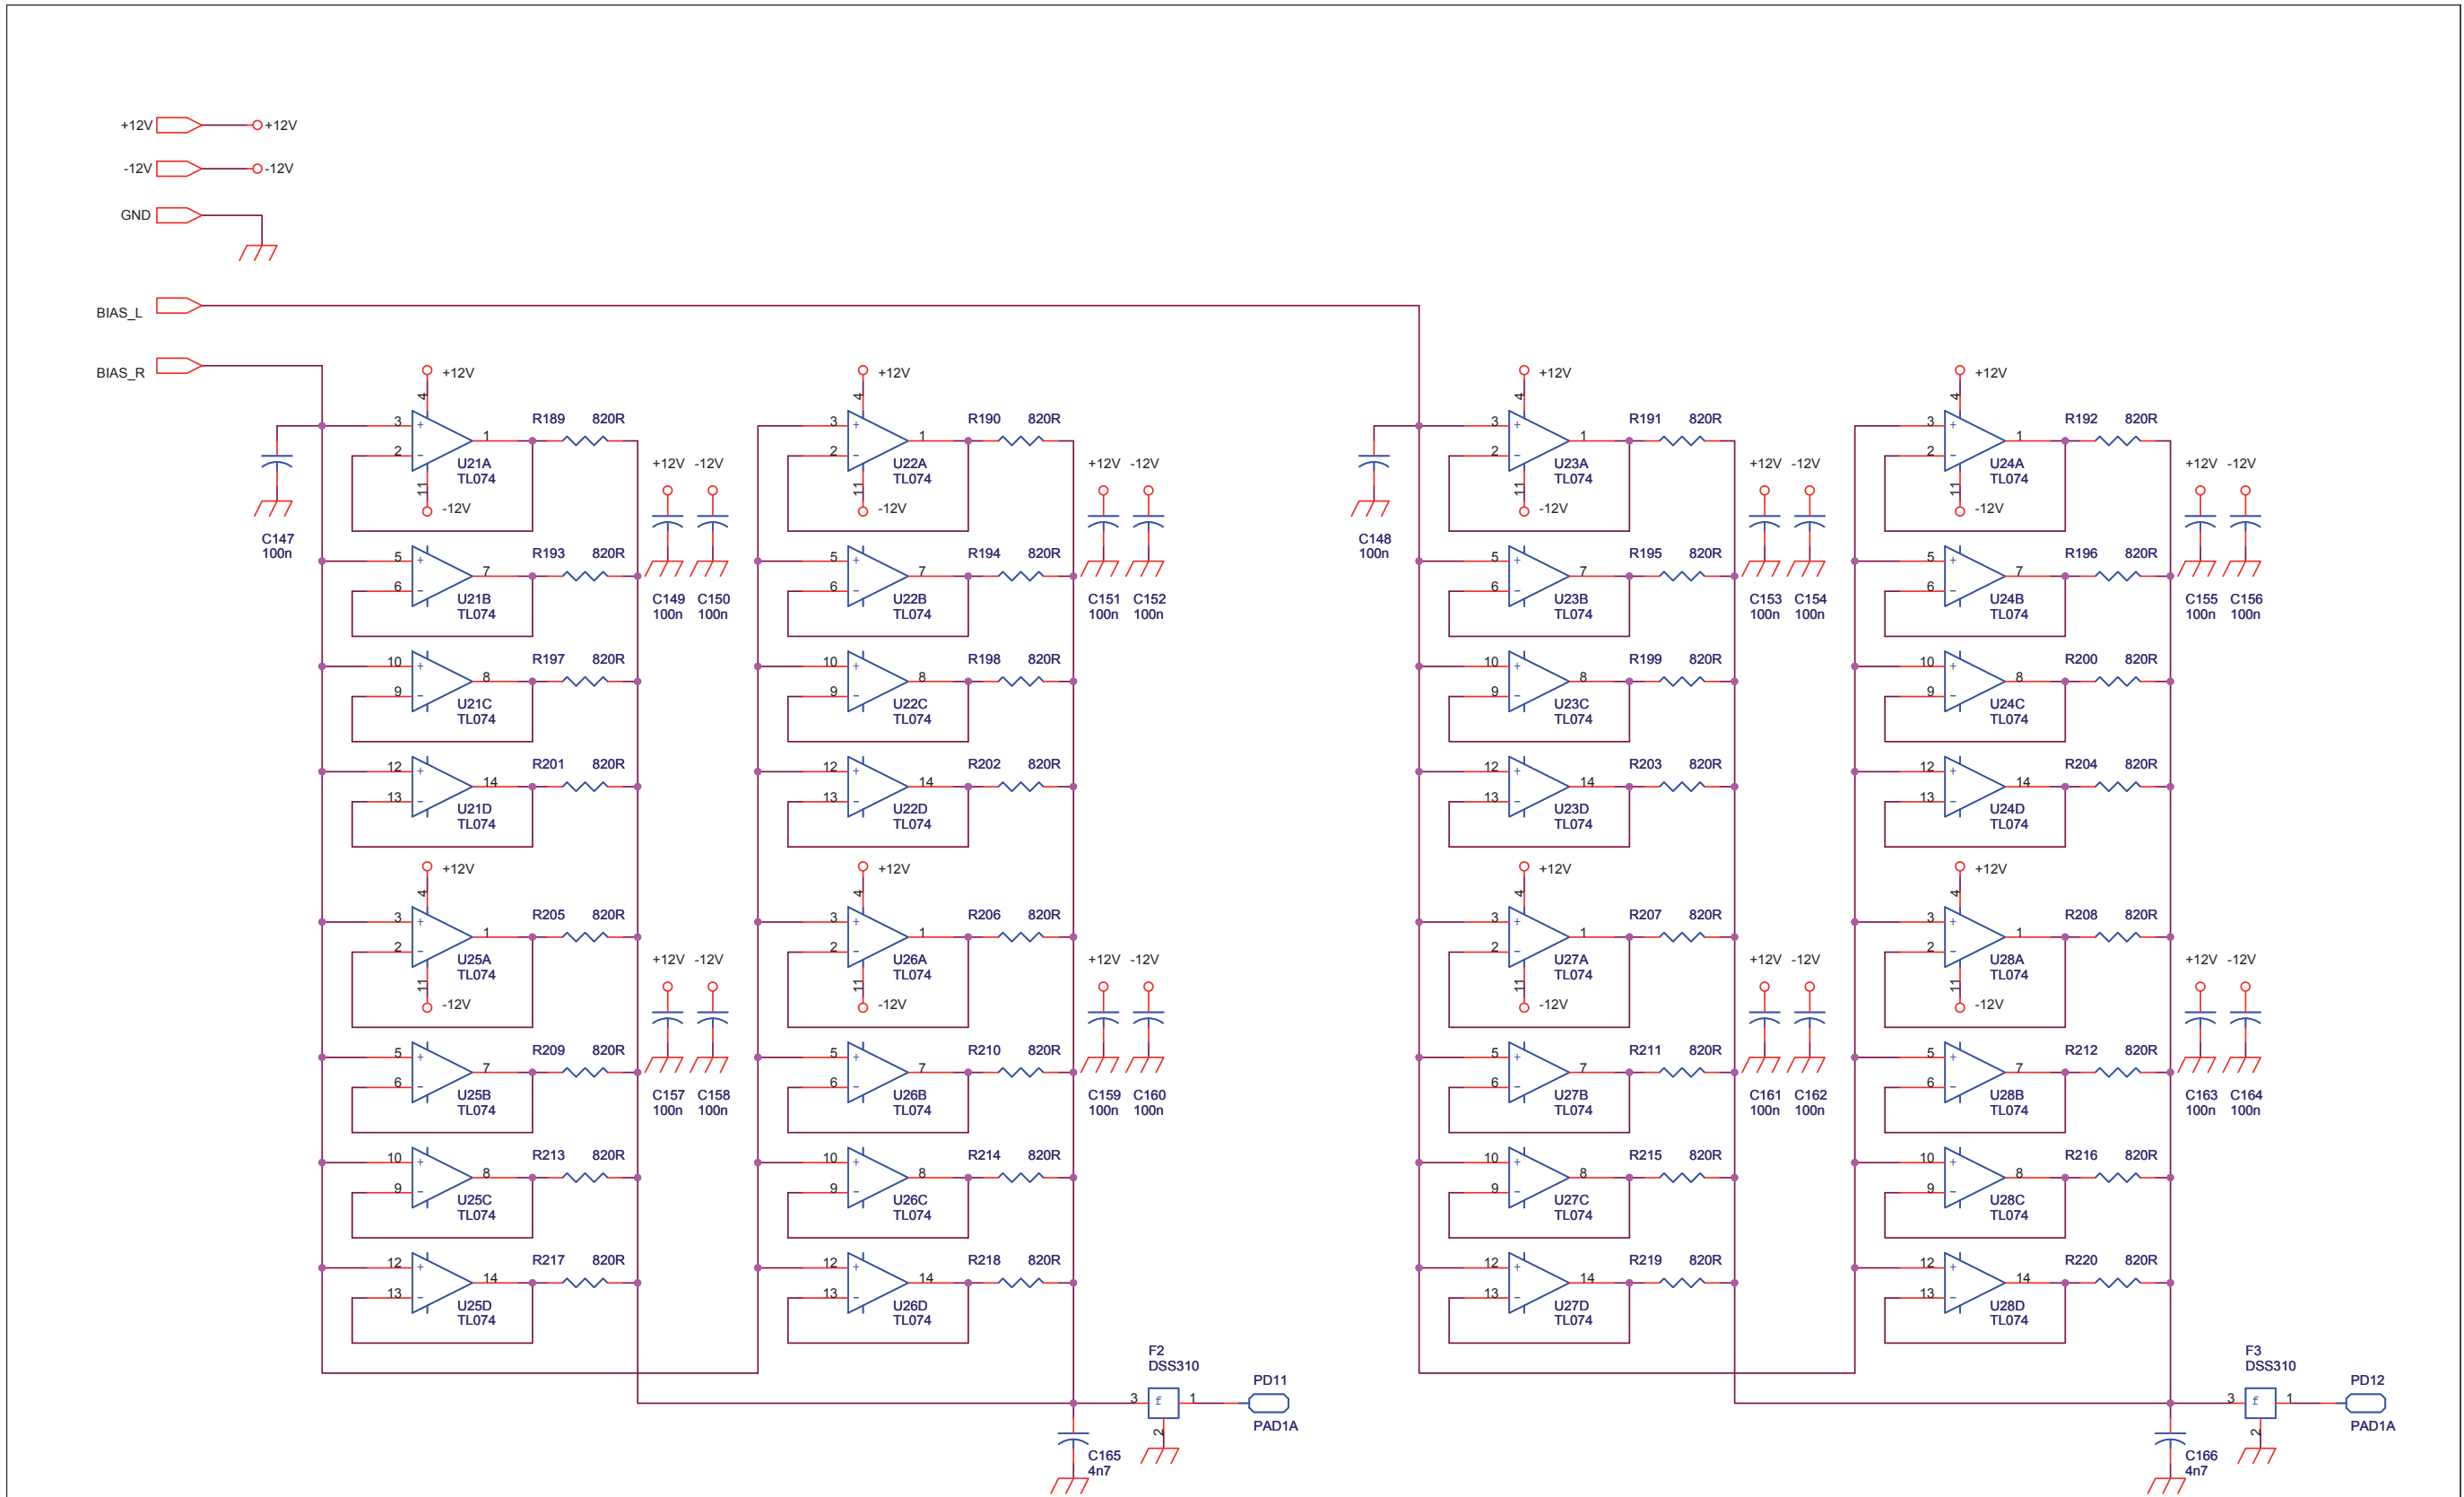 +12V +12V
-12V -12V
GND
BIAS_L
BIAS_R
+12V +12V +12V +12V
4 4 4 4
3 + 1 R189 820R 3 + 1 R190 820R 3 + 1 R191 820R 3 + 1 R192 820R
2 - U21A 2 - U22A 2 - U23A 2 - U24A
TL074 TL074 TL074 TL074
+12V -12V +12V -12V +12V -12V +12V -12V
11 11 11 11
-12V -12V -12V -12V
C147 C148
100n 100n
5 + 7 R193 820R 5 + 7 R194 820R 5 + 7 R195 820R 5 + 7 R196 820R
6 - U21B 6 - U22B 6 - U23B 6 - U24B
TL074 TL074 TL074 TL074
C149 C150 C151 C152 C153 C154 C155 C156
100n 100n 100n 100n 100n 100n 100n 100n
10 + 8 R197 820R 10 + 8 R198 820R 10 + 8 R199 820R 10 + 8 R200 820R
9 - U21C 9 - U22C 9 - U23C 9 - U24C
TL074 TL074 TL074 TL074
12 + 14 R201 820R 12 + 14 R202 820R 12 + 14 R203 820R 12 + 14 R204 820R
13 - U21D 13 - U22D 13 - U23D 13 - U24D
TL074 TL074 TL074 TL074
+12V +12V +12V +12V
4 4 4 4
3 + 1 R205 820R 3 + 1 R206 820R 3 + 1 R207 820R 3 + 1 R208 820R
2 - U25A 2 - U26A 2 - U27A 2 - U28A
TL074 TL074 TL074 TL074
+12V -12V +12V -12V +12V -12V +12V -12V
11 11 11 11
-12V -12V -12V -12V
5 + 7 R209 820R 5 + 7 R210 820R 5 + 7 R211 820R 5 + 7 R212 820R
6 - U25B 6 - U26B 6 - U27B 6 - U28B
TL074 TL074 TL074 TL074
C157 C158 C159 C160 C161 C162 C163 C164
100n 100n 100n 100n 100n 100n 100n 100n
10 + 8 R213 820R 10 + 8 R214 820R 10 + 8 R215 820R 10 + 8 R216 820R
9 - U25C 9 - U26C 9 - U27C 9 - U28C
TL074 TL074 TL074 TL074
12 + 14 R217 820R 12 + 14 R218 820R 12 + 14 R219 820R 12 + 14 R220 820R
13 - U25D 13 - U26D 13 - U27D 13 - U28D
TL074 TL074 TL074 TL074
F2 F3
DSS310 DSS310
PD11 PD12
3 f 1 3 f 1
PAD1A PAD1A
2 2
C165 C166
4n7 4n7